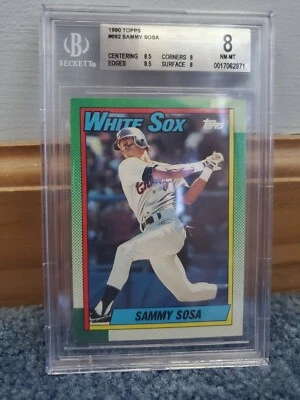 BECKETT
1990 TOPPS
#692 SAMMY SOSA
CENTERING 8.5 CORNERS 8
EDGES 8.5 SURFACE 8
8
NM-MT
0017062971
WHITE SOX
Topps
SAMMY SOSA